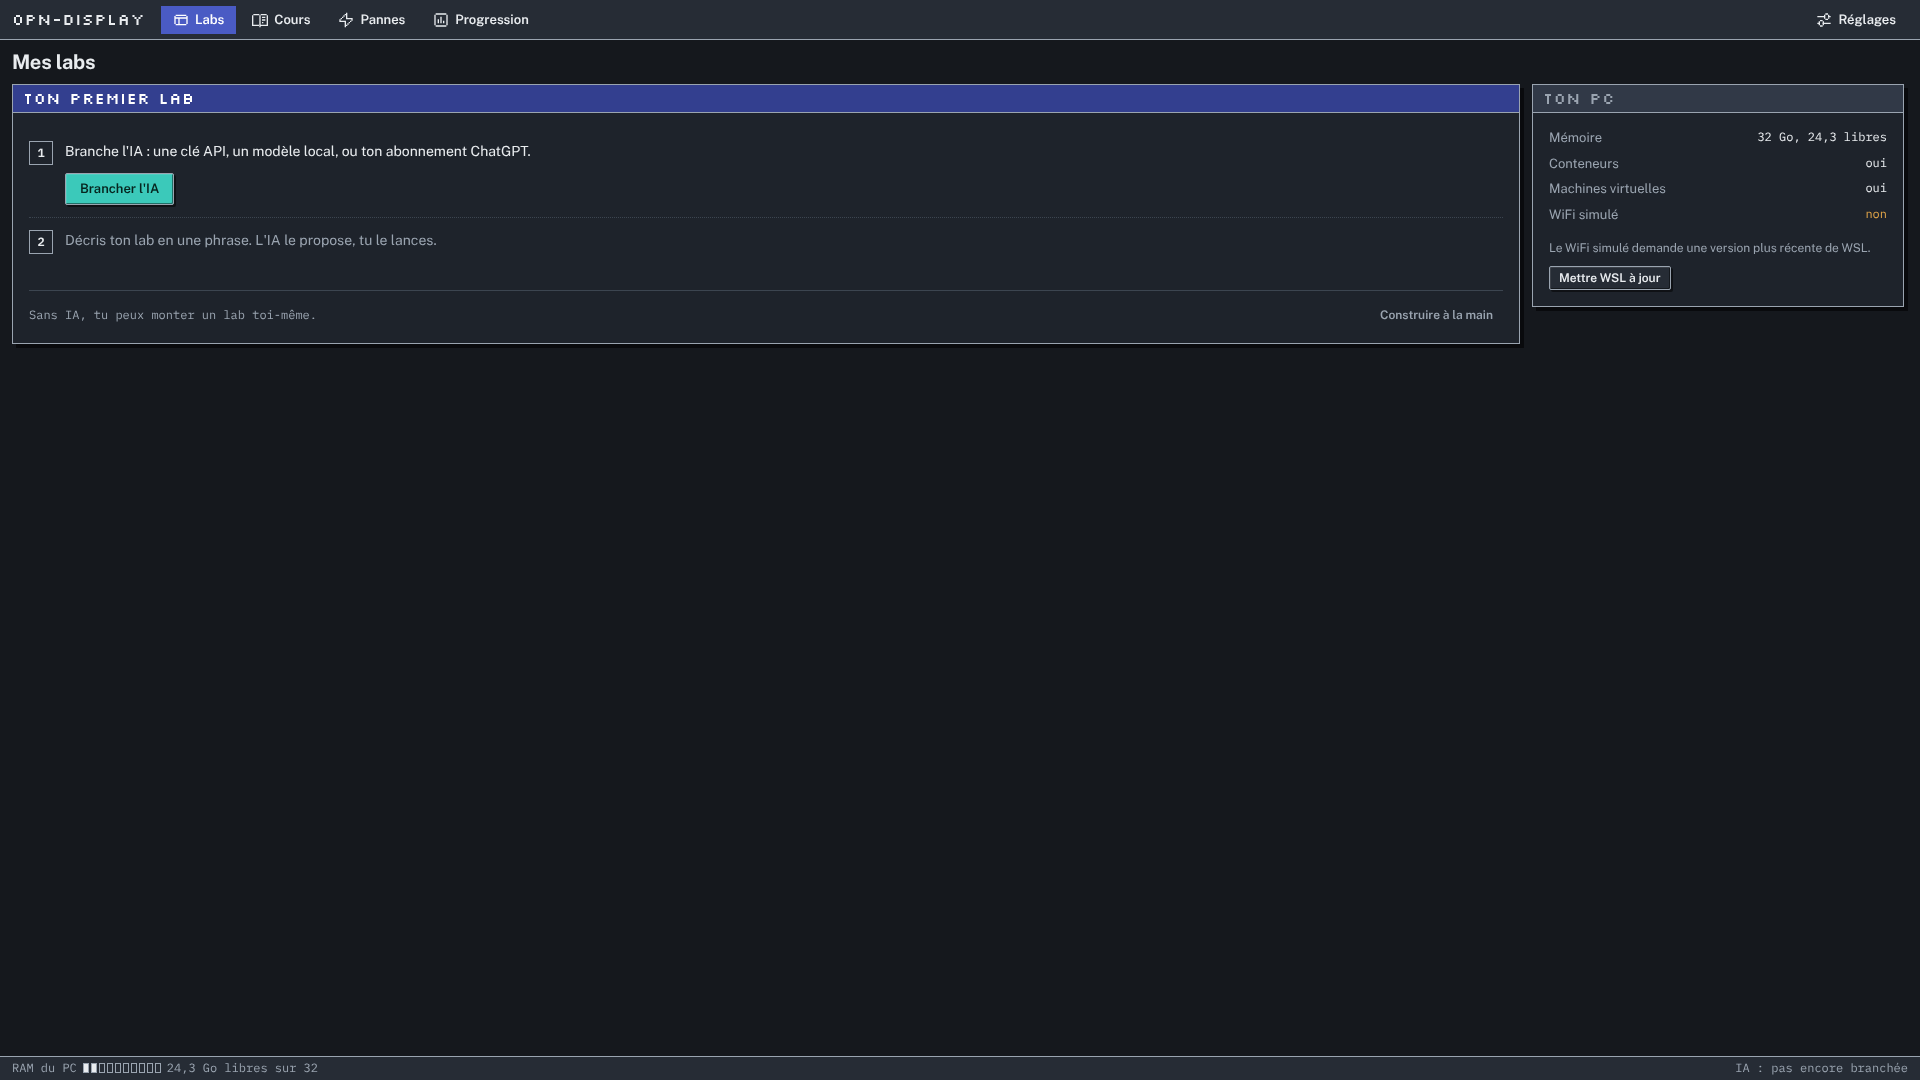 OPN-DISPLAY Labs Cours Pannes Progression Réglages
Mes labs
TON PREMIER LAB
1 Branche l'IA : une clé API, un modèle local, ou ton abonnement ChatGPT.
Brancher l'IA
2 Décris ton lab en une phrase. L'IA le propose, tu le lances.
Sans IA, tu peux monter un lab toi-même. Construire à la main
TON PC
Mémoire 32 Go, 24,3 libres
Conteneurs oui
Machines virtuelles oui
WiFi simulé non
Le WiFi simulé demande une version plus récente de WSL.
Mettre WSL à jour
RAM du PC 24,3 Go libres sur 32 IA : pas encore branchée